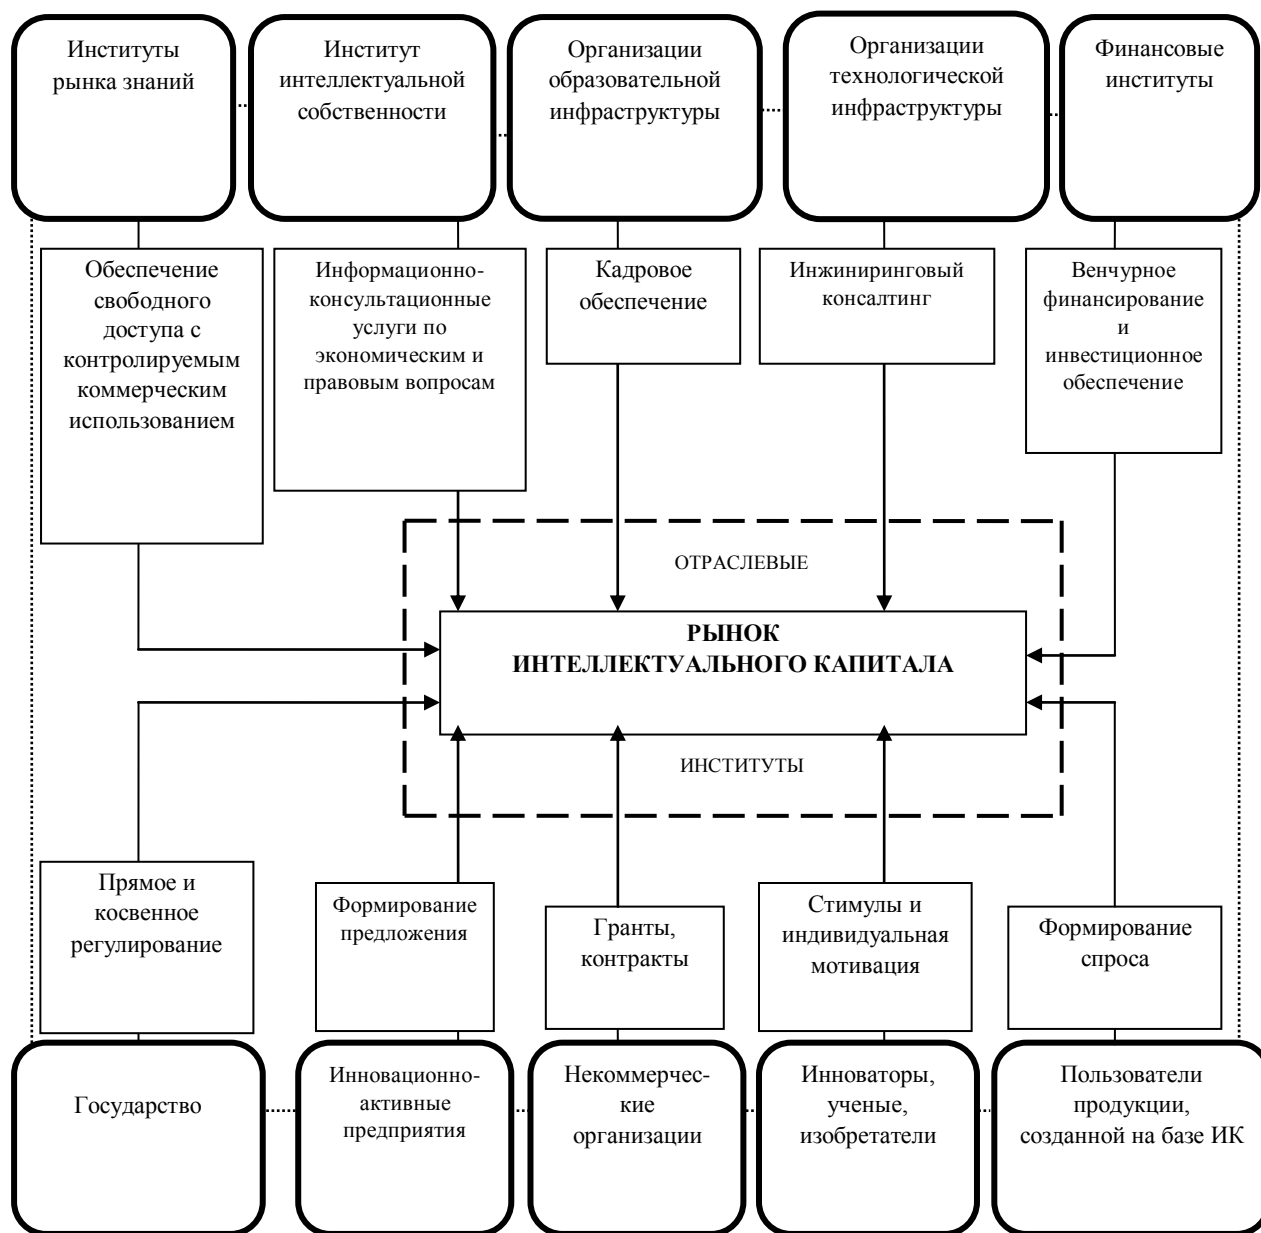 Институты
рынка знаний
Институт
интеллектуальной
собственности
Организации
образовательной
инфраструктуры
Организации
технологической
инфраструктуры
Финансовые
институты
Обеспечение
свободного
доступа с
контролируемым
коммерческим
использованием
Информационно-
консультационные
услуги по
экономическим и
правовым вопросам
Кадровое
обеспечение
Инжиниринговый
консалтинг
Венчурное
финансирование
и
инвестиционное
обеспечение
ОТРАСЛЕВЫЕ
РЫНОК
ИНТЕЛЛЕКТУАЛЬНОГО КАПИТАЛА
ИНСТИТУТЫ
Прямое и
косвенное
регулирование
Формирование
предложения
Гранты,
контракты
Стимулы и
индивидуальная
мотивация
Формирование
спроса
Государство
Инновационно-
активные
предприятия
Некоммерчес-
кие
организации
Инноваторы,
ученые,
изобретатели
Пользователи
продукции,
созданной на базе ИК